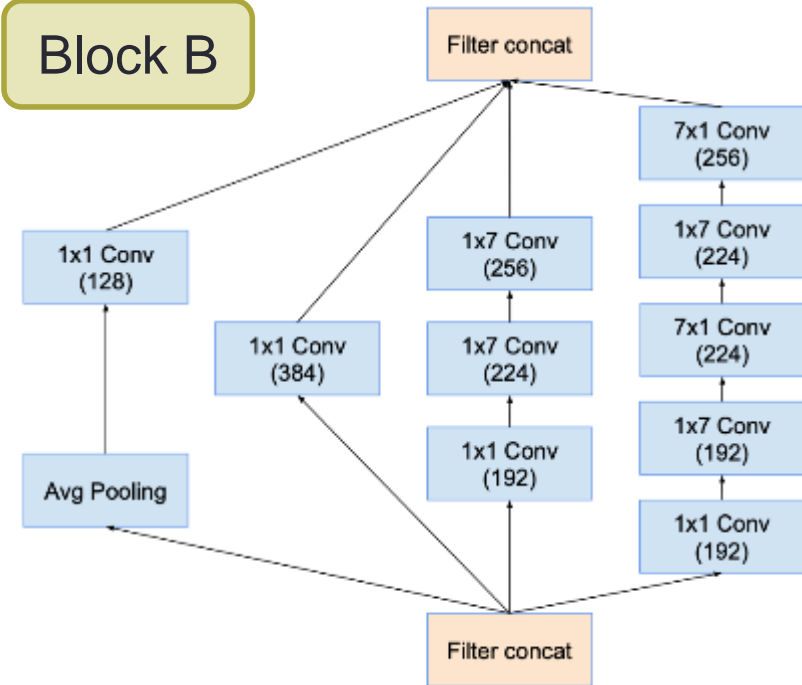 Block B
Filter concat
7x1 Conv
(256)
1x7 Conv
(224)
7x1 Conv
(224)
1x7 Conv
(192)
1x1 Conv
(192)
1x7 Conv
(256)
1x7 Conv
(224)
1x1 Conv
(192)
1x1 Conv
(384)
1x1 Conv
(128)
Avg Pooling
Filter concat